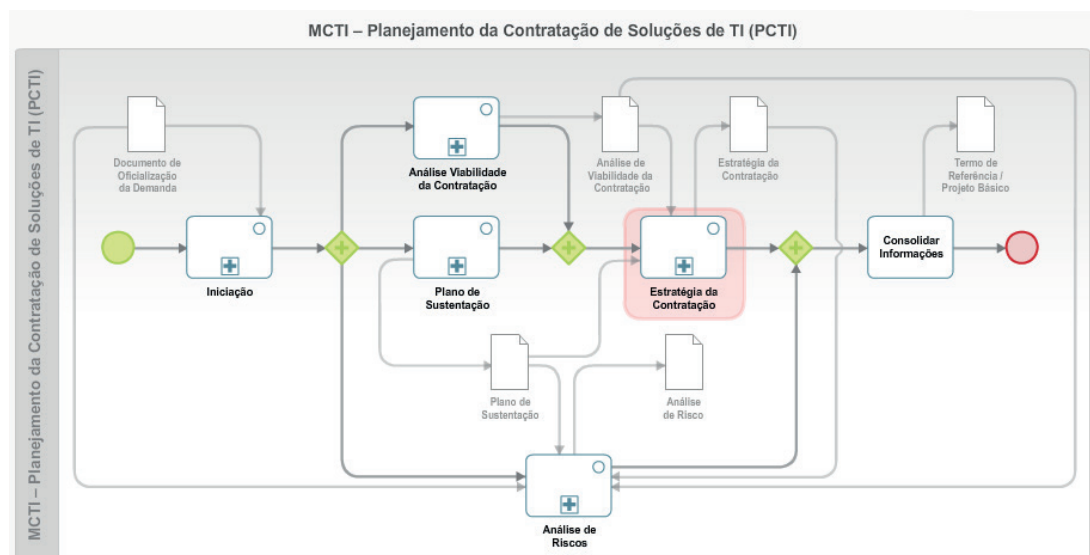 MCTI – Planejamento da Contratação de Soluções de TI (PCTI)
MCTI – Planejamento da Contratação de Soluções de TI (PCTI)
Documento de
Oficialização
da Demanda
Análise Viabilidade
da Contratação
Análise de
Viabilidade da
Contratação
Estratégia da
Contratação
Termo de
Referência /
Projeto Básico
Iniciação
Plano de
Sustentação
Estratégia da
Contratação
Consolidar
Informações
Plano de
Sustentação
Análise
de Risco
Análise de
Riscos